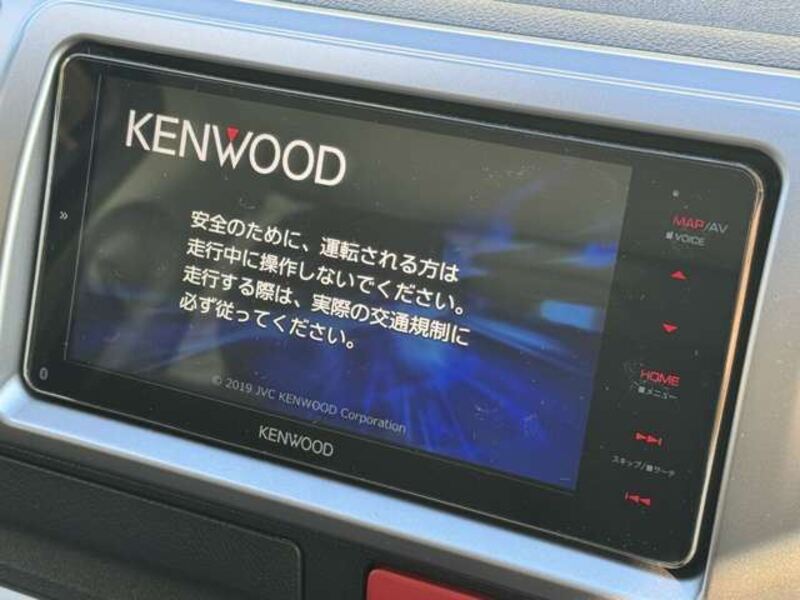 KENWOOD
安全のために、運転される方は
走行中に操作しないでください。
走行する際は、実際の交通規制に
必ず従ってください。
© 2019 JVC KENWOOD Corporation
KENWOOD
MAP/AV
VOICE
HOME
メニュー
スキップ/サーチ